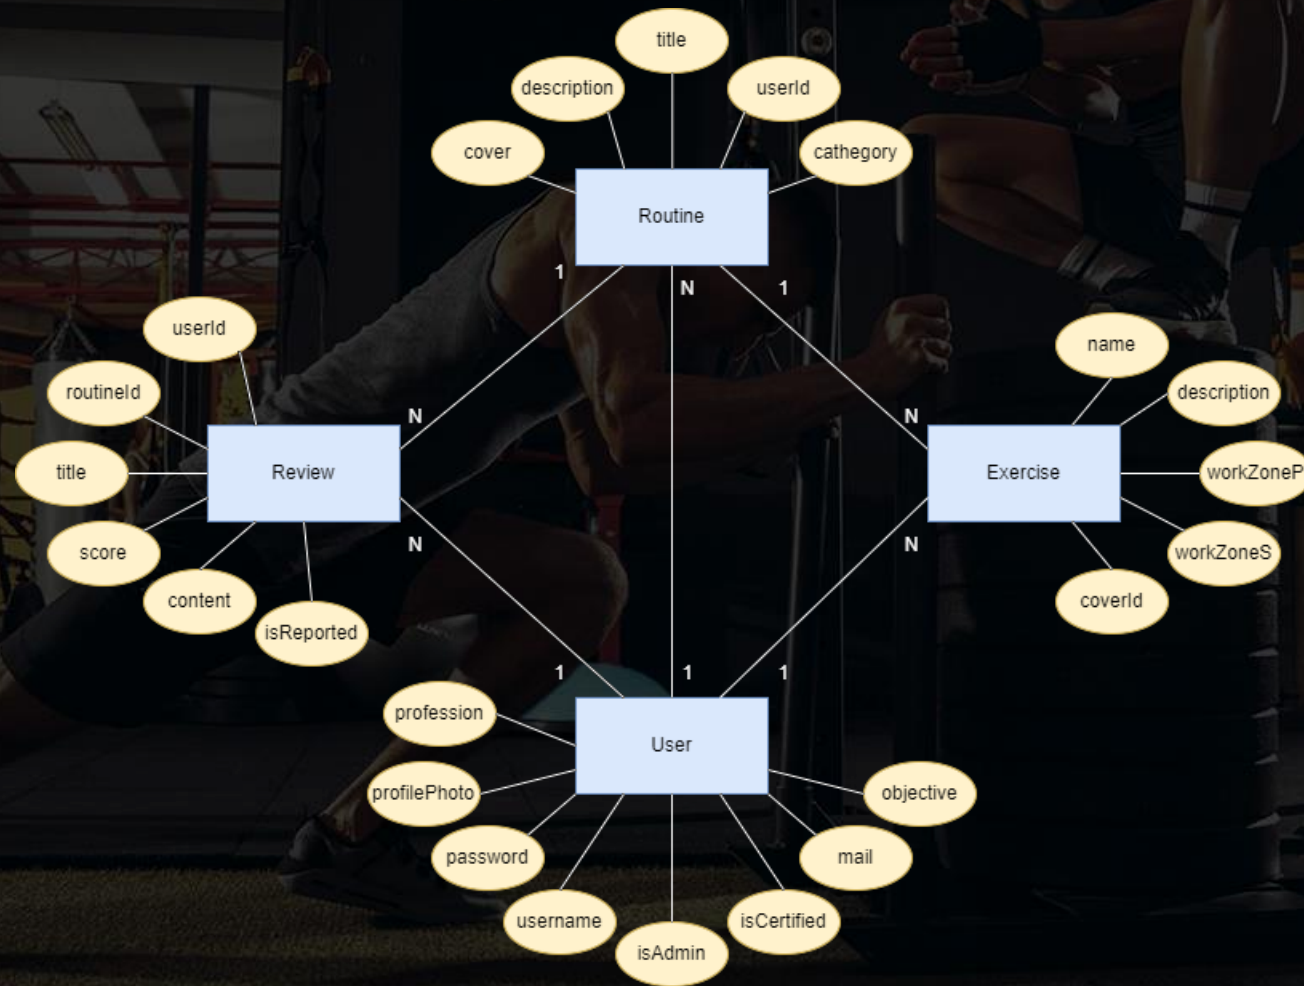 title
description
userId
cover
cathegory
Routine
1
N
1
userId
name
routineId
description
N
N
title
Review
Exercise
workZoneP
score
N
N
workZoneS
content
coverId
isReported
1
1
1
profession
User
profilePhoto
objective
password
mail
username
isCertified
isAdmin